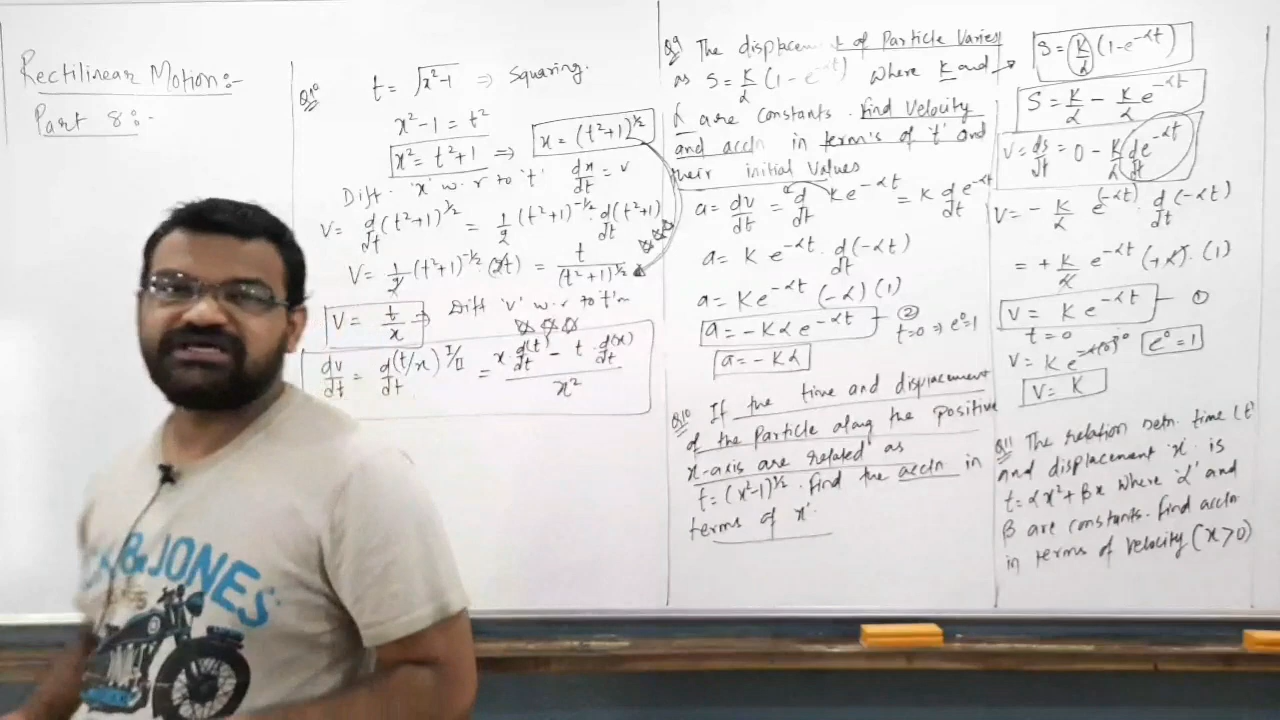 Rectilinear Motion:-
Part 8:-
Q10 t = √x²-1 ⇒ Squaring.
x²-1 = t²
x² = t²+1 ⇒ x = (t²+1)^1/2
Diff. 'x' w.r to 't' dx/dt = v
V = d/dt (t²+1)^1/2 = 1/2 (t²+1)^-1/2 . d/dt (t²+1)
V = 1/2 (t²+1)^-1/2 (2t) = t/(t²+1)^1/2
V = t/x → Diff 'v' w.r to 't'
dv/dt = d/dt (t/x) I/II = (x . d(t)/dt - t . d(x)/dt)/x²
Q9 The displacement of Particle Varies
as S = K/α (1-e^-αt) where K and
α are constants. Find Velocity
and accln in term's of 't' and
their initial Values
a = dv/dt = d/dt Ke^-αt = K d/dt e^-αt
a = K e^-αt . d/dt (-αt)
a = Ke^-αt (-α)(1)
a = -Kαe^-αt — ②
t=0 ⇒ e⁰=1
a = -Kα
Q10 If the time and displacement
of the Particle along the positive
x-axis are related as
t = (x²-1)^1/2 . Find the accln in
terms of 'x'.
S = K/α (1-e^-αt)
S = K/α - K/α e^-αt
V = ds/dt = 0 - K/α d/dt e^-αt
V = - K/α e^(-αt) . d/dt (-αt)
= + K/α e^-αt (+α) . (1)
V = K e^-αt — ①
t = 0
V = K e^-α(0) e⁰ = 1
V = K
Q11 The relation betn. time (t)
and displacement 'x' is
t = αx² + βx where 'α' and
β are constants. Find accln
in terms of Velocity (x>0)
& JONES